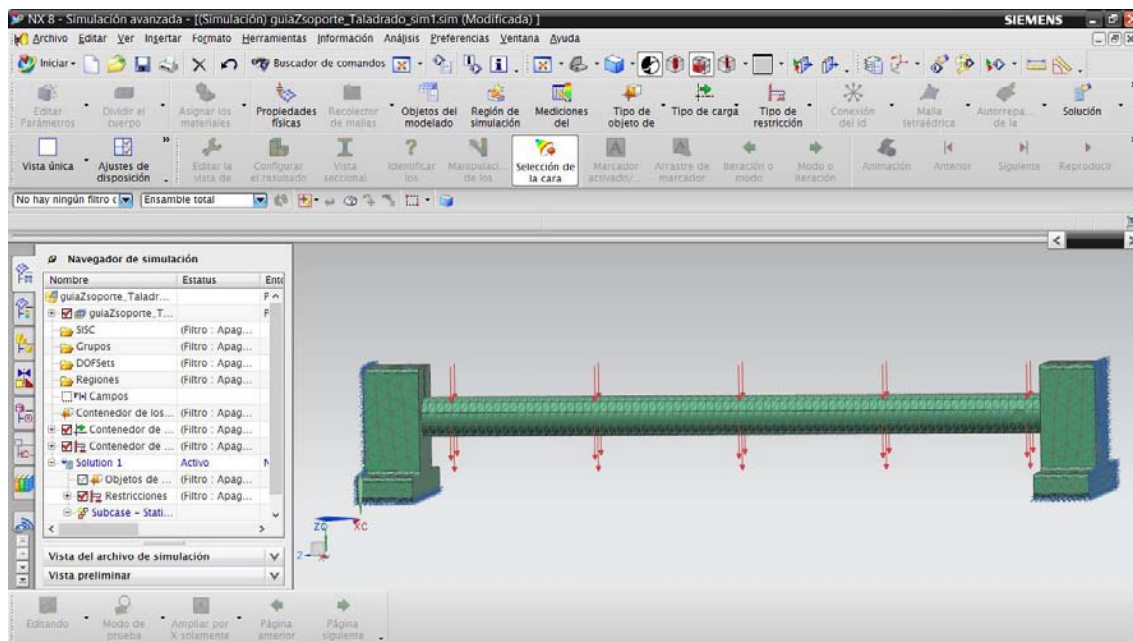 NX 8 - Simulación avanzada - [(Simulación) guiaZsoporte_Taladrado_sim1.sim (Modificada) ]
SIEMENS
Archivo Editar Ver Insertar Formato Herramientas Información Análisis Preferencias Ventana Ayuda
Iniciar Buscador de comandos
Editar Parámetros
Dividir el cuerpo
Asignar los materiales
Propiedades físicas
Recolector de mallas
Objetos del modelado
Región de simulación
Mediciones del
Tipo de objeto de
Tipo de carga
Tipo de restricción
Conexión del id
Malla tetraédrica
Autorrepa... de la
Solución
Vista única
Ajustes de disposición
Editar la vista de
Configurar el resultado
Vista seccional
Identificar los
Manipulaci... de los
Selección de la cara
Marcador activado/...
Arrastre de marcador
Iteración o modo
Modo o iteración
Animación
Anterior
Siguiente
Reproducir
No hay ningún filtro c
Ensamble total
Navegador de simulación
Nombre Estatus Ent
guiaZsoporte_Taladr...
guiaZsoporte_T...
SISC (Filtro : Apag...
Grupos (Filtro : Apag...
DOFSets (Filtro : Apag...
Regiones (Filtro : Apag...
Campos
Contenedor de los... (Filtro : Apag...
Contenedor de ... (Filtro : Apag...
Contenedor de ... (Filtro : Apag...
Solution 1 Activo
Objetos de ... (Filtro : Apag...
Restricciones (Filtro : Apag...
Subcase - Stati...
ZC XC
Z
Vista del archivo de simulación
Vista preliminar
Editando
Modo de prueba
Ampliar por X solamente
Página anterior
Página siguiente